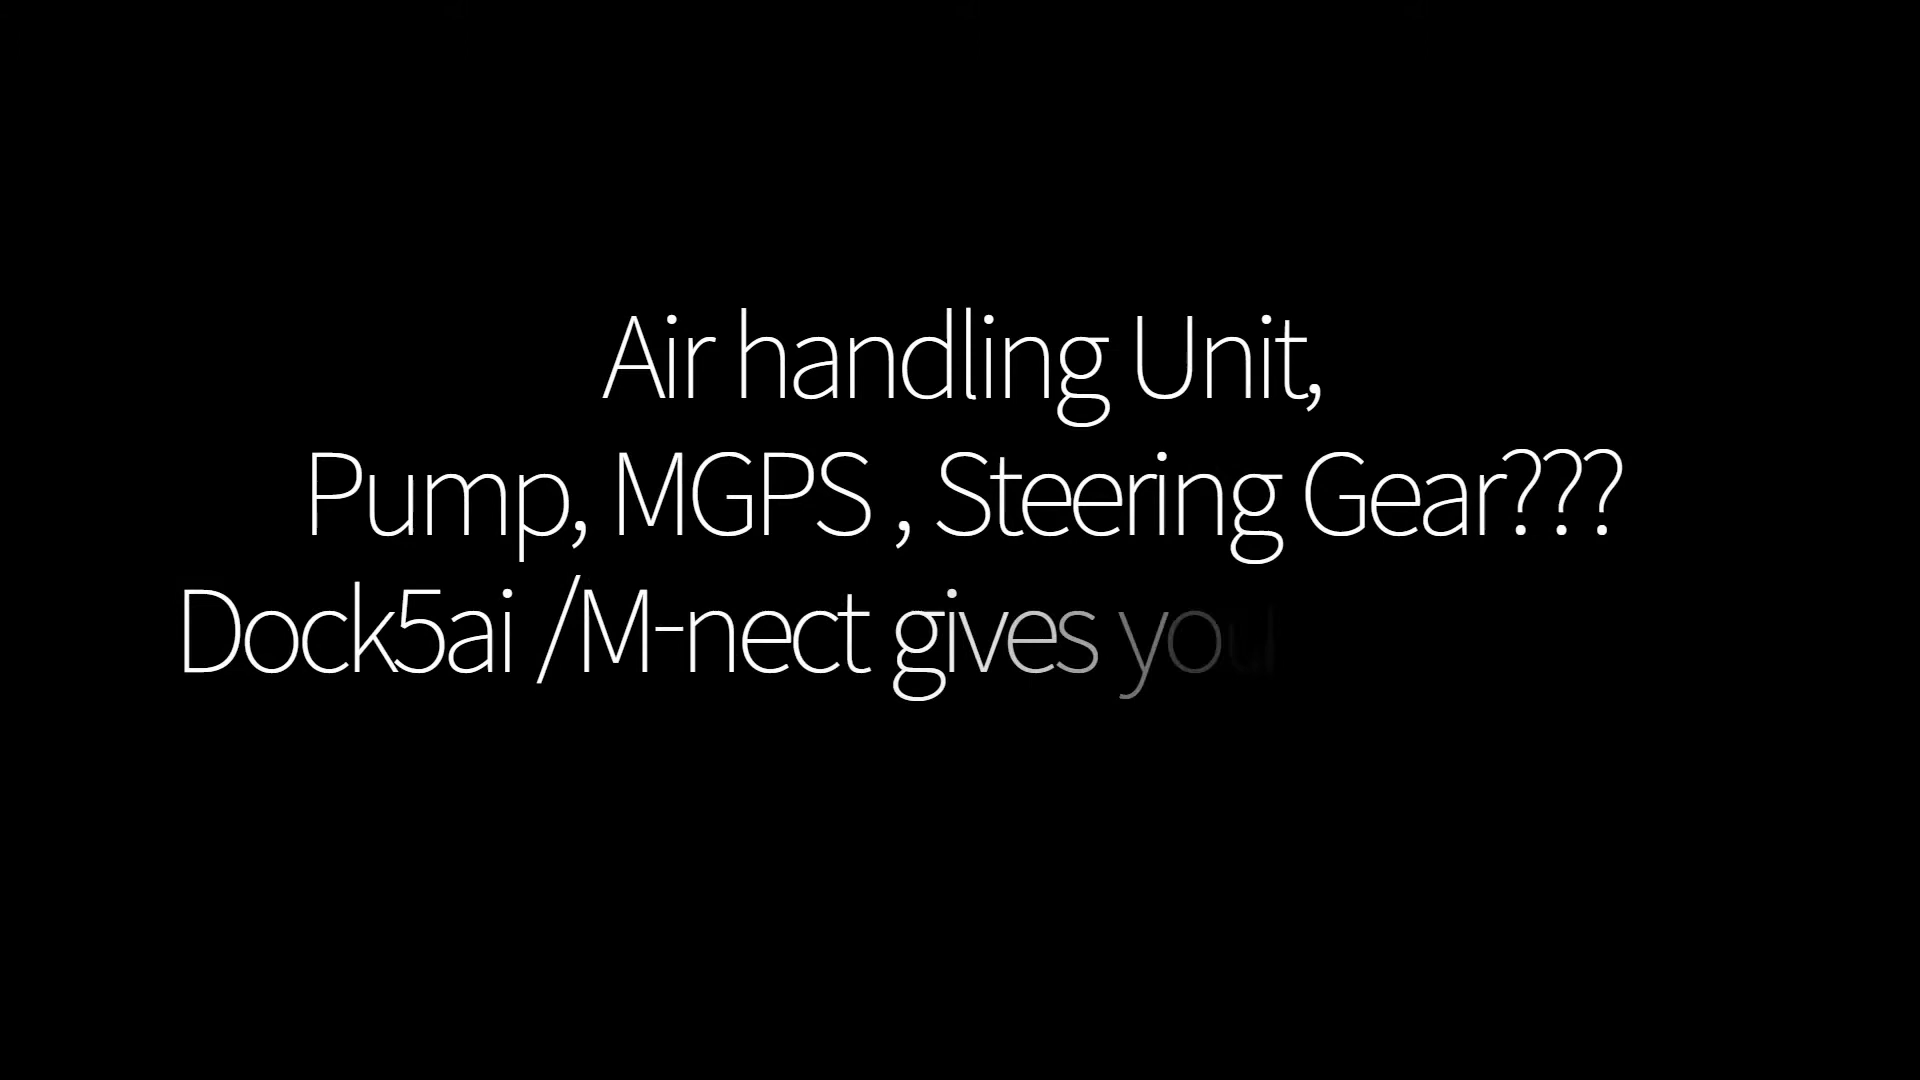 Air handling Unit,
Pump, MGPS , Steering Gear???
Dock5ai /M-nect gives you